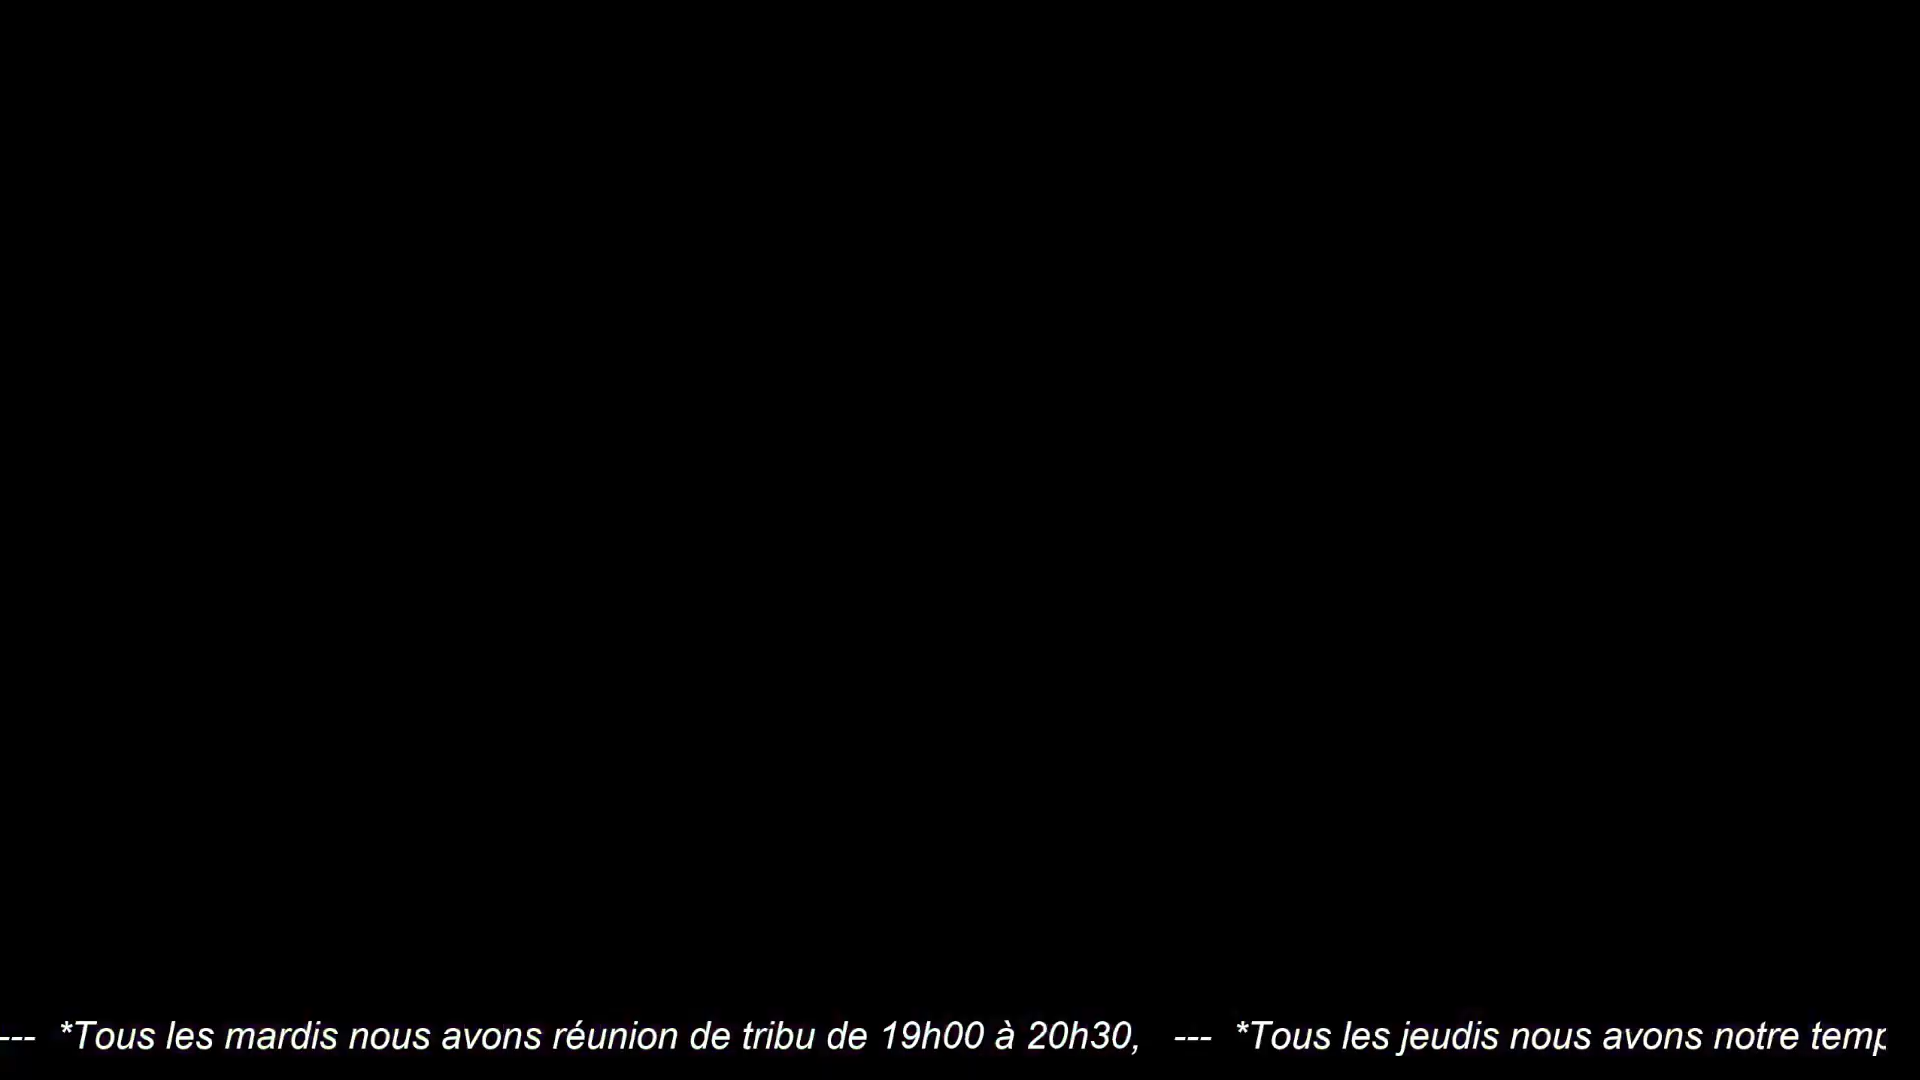 --- *Tous les mardis nous avons réunion de tribu de 19h00 à 20h30, --- *Tous les jeudis nous avons notre